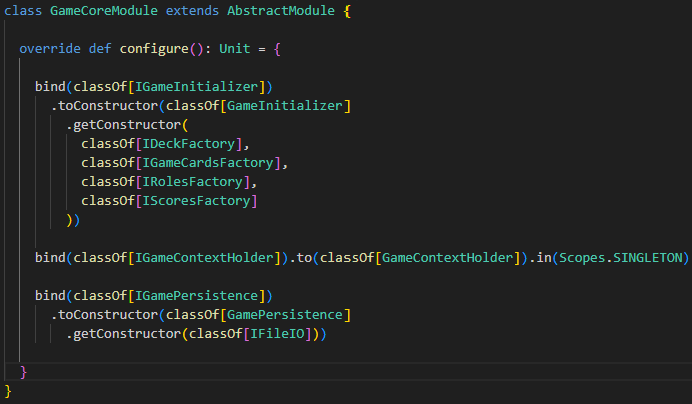 class GameCoreModule extends AbstractModule {
override def configure(): Unit = {
bind(classOf[IGameInitializer])
.toConstructor(classOf[GameInitializer]
.getConstructor(
classOf[IDeckFactory],
classOf[IGameCardsFactory],
classOf[IRolesFactory],
classOf[IScoresFactory]
))
bind(classOf[IGameContextHolder]).to(classOf[GameContextHolder]).in(Scopes.SINGLETON)
bind(classOf[IGamePersistence])
.toConstructor(classOf[GamePersistence]
.getConstructor(classOf[IFileIO]))
}
}